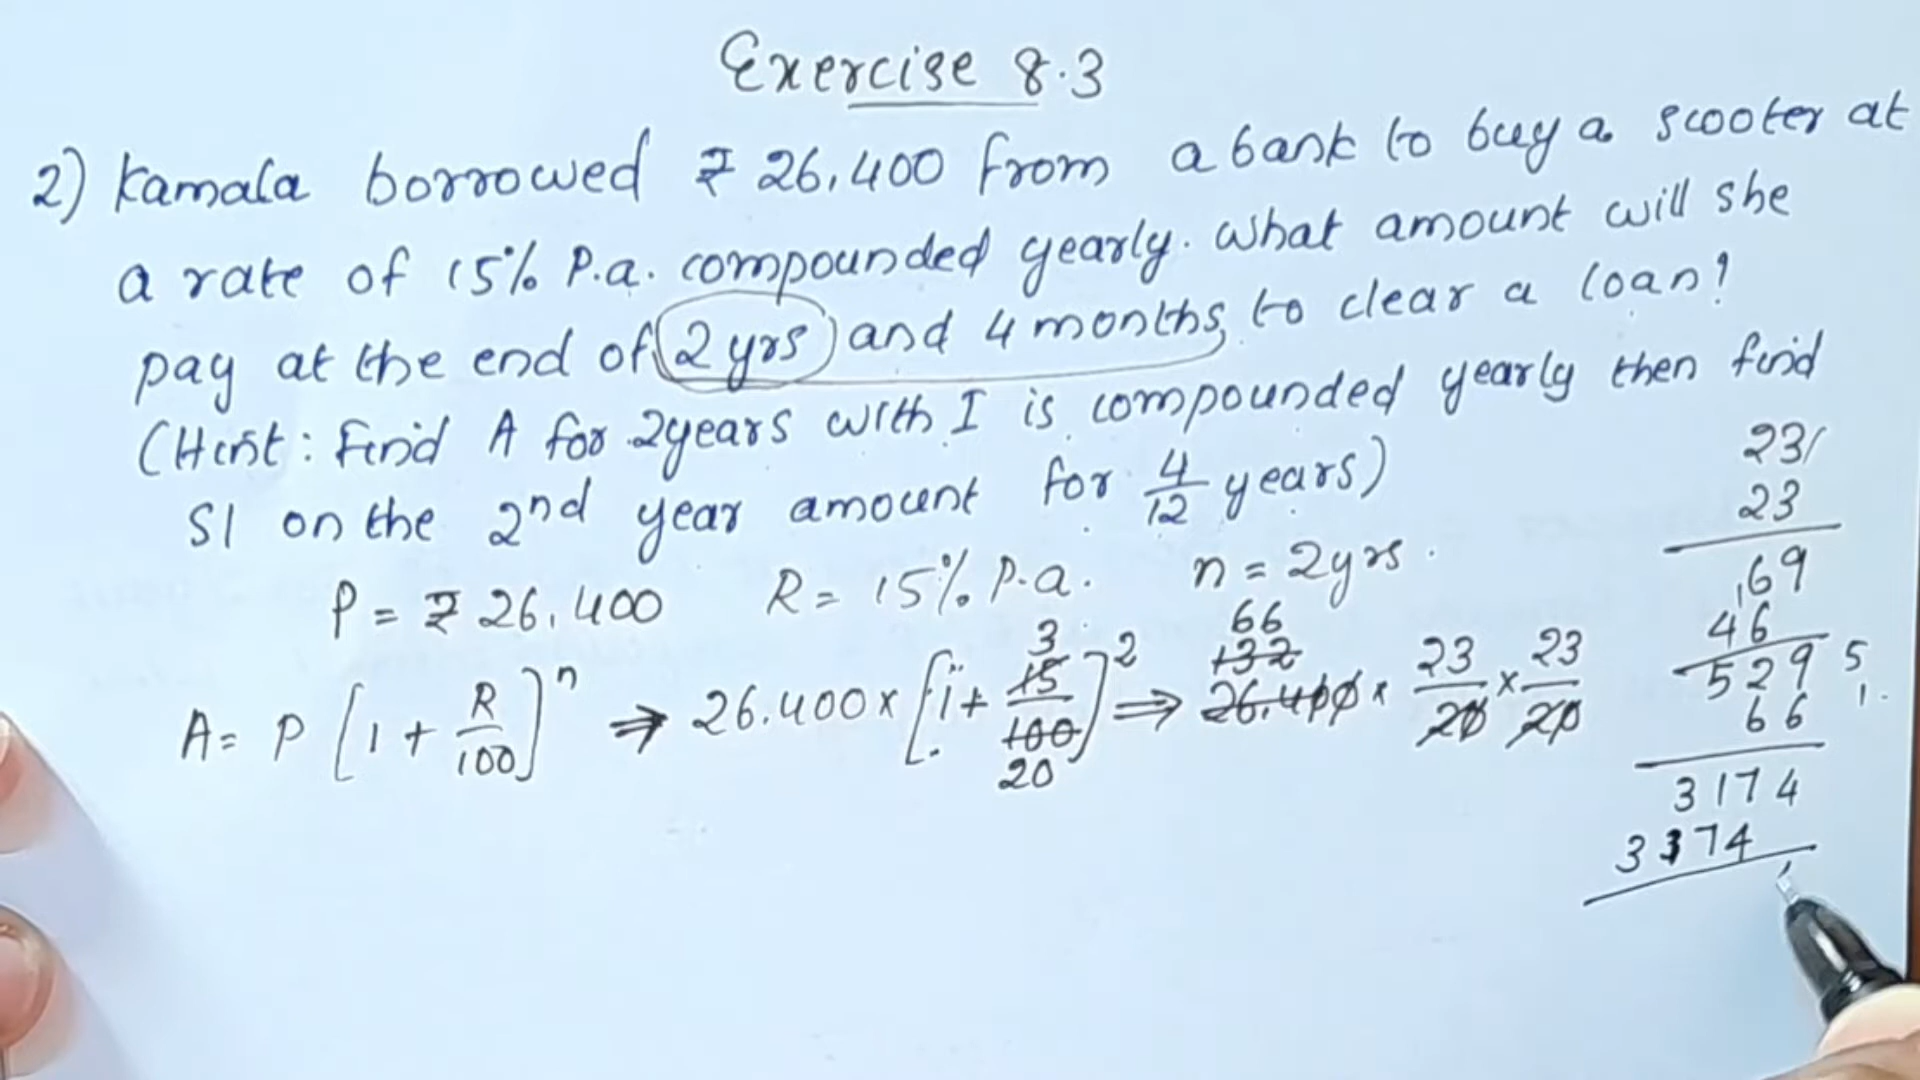 Exercise 8.3
2) Kamala borrowed ₹ 26,400 from a bank to buy a scooter at
a rate of 15% P.a. compounded yearly. what amount will she
pay at the end of 2 yrs and 4 months, to clear a loan?
(Hint: Find A for 2years with I is compounded yearly then find
SI on the 2nd year amount for 4/12 years)
P = ₹ 26,400 R = 15% P.a. n = 2yrs.
A = P [1 + R/100]^n ⇒ 26,400 × [1 + 15/100]^2 ⇒ 26,400 × 23/20 × 23/20
3
20
66
132
23
23
69
46
529
66
3174
3174
5
1